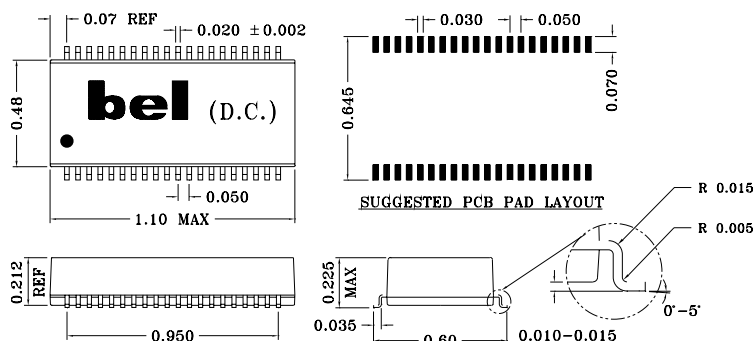 0.07 REF
0.020 ±0.002
0.030
0.050
0.48
bel (D.C.)
0.645
0.070
0.050
1.10 MAX
SUGGESTED PCB PAD LAYOUT
R 0.015
R 0.005
0.212 REF
0.225 MAX
0.035
0°-5°
0.950
0.60
0.010-0.015